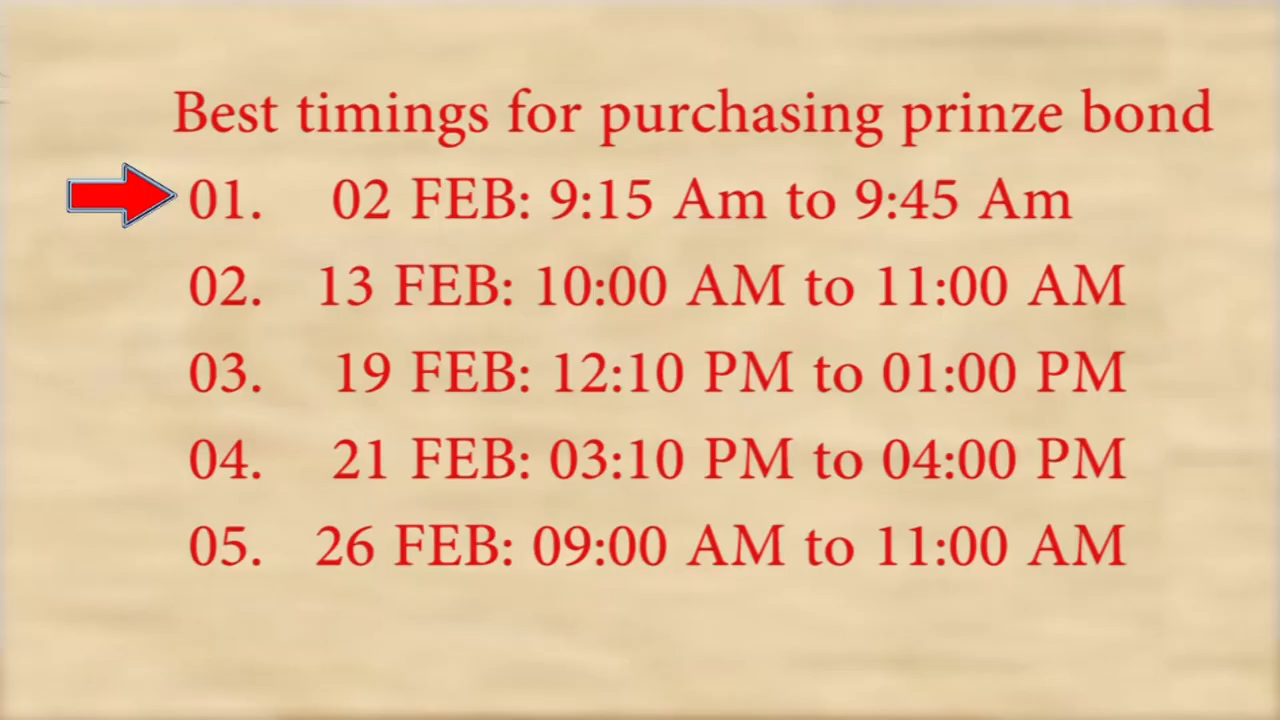 Best timings for purchasing prinze bond
01. 02 FEB: 9:15 Am to 9:45 Am
02. 13 FEB: 10:00 AM to 11:00 AM
03. 19 FEB: 12:10 PM to 01:00 PM
04. 21 FEB: 03:10 PM to 04:00 PM
05. 26 FEB: 09:00 AM to 11:00 AM